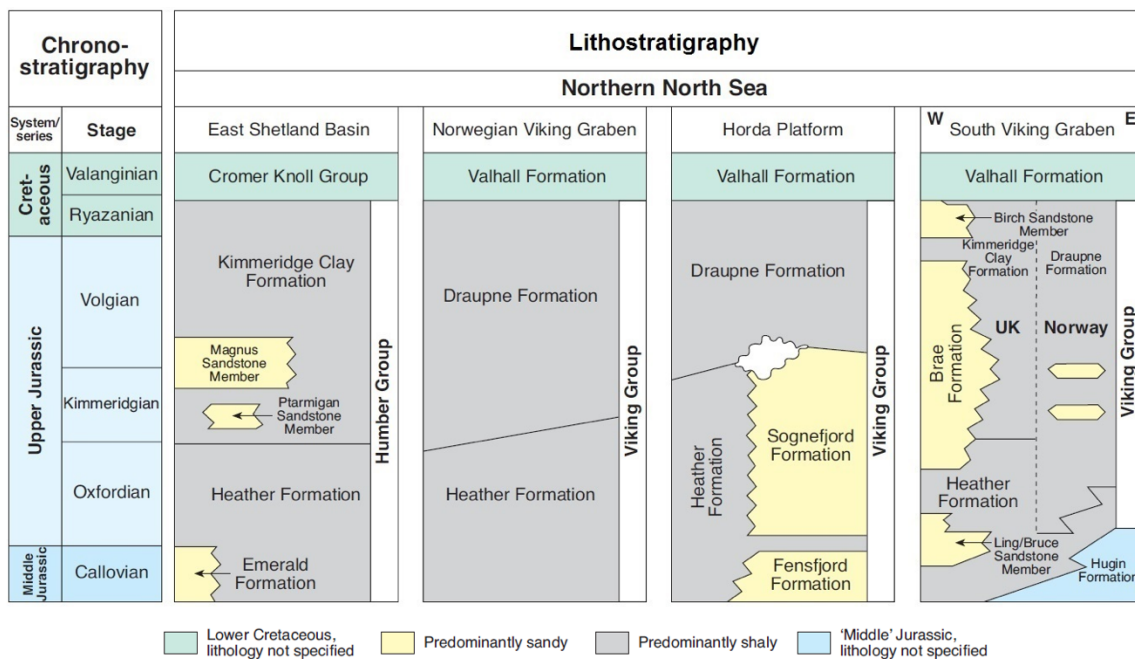 Chrono-
stratigraphy
Lithostratigraphy
Northern North Sea
System/
series
Stage
East Shetland Basin
Norwegian Viking Graben
Horda Platform
W
South Viking Graben
E
Cret-
aceous
Valanginian
Ryazanian
Upper Jurassic
Volgian
Kimmeridgian
Oxfordian
Middle
Jurassic
Callovian
Cromer Knoll Group
Kimmeridge Clay
Formation
Magnus
Sandstone
Member
Ptarmigan
Sandstone
Member
Heather Formation
Emerald
Formation
Humber Group
Valhall Formation
Draupne Formation
Heather Formation
Viking Group
Valhall Formation
Draupne Formation
Heather
Formation
Sognefjord
Formation
Fensfjord
Formation
Viking Group
Valhall Formation
Birch Sandstone
Member
Kimmeridge
Clay
Formation
Draupne
Formation
UK
Norway
Brae
Formation
Heather
Formation
Ling/Bruce
Sandstone
Member
Hugin
Formation
Viking Group
Lower Cretaceous,
lithology not specified
Predominantly sandy
Predominantly shaly
‘Middle’ Jurassic,
lithology not specified